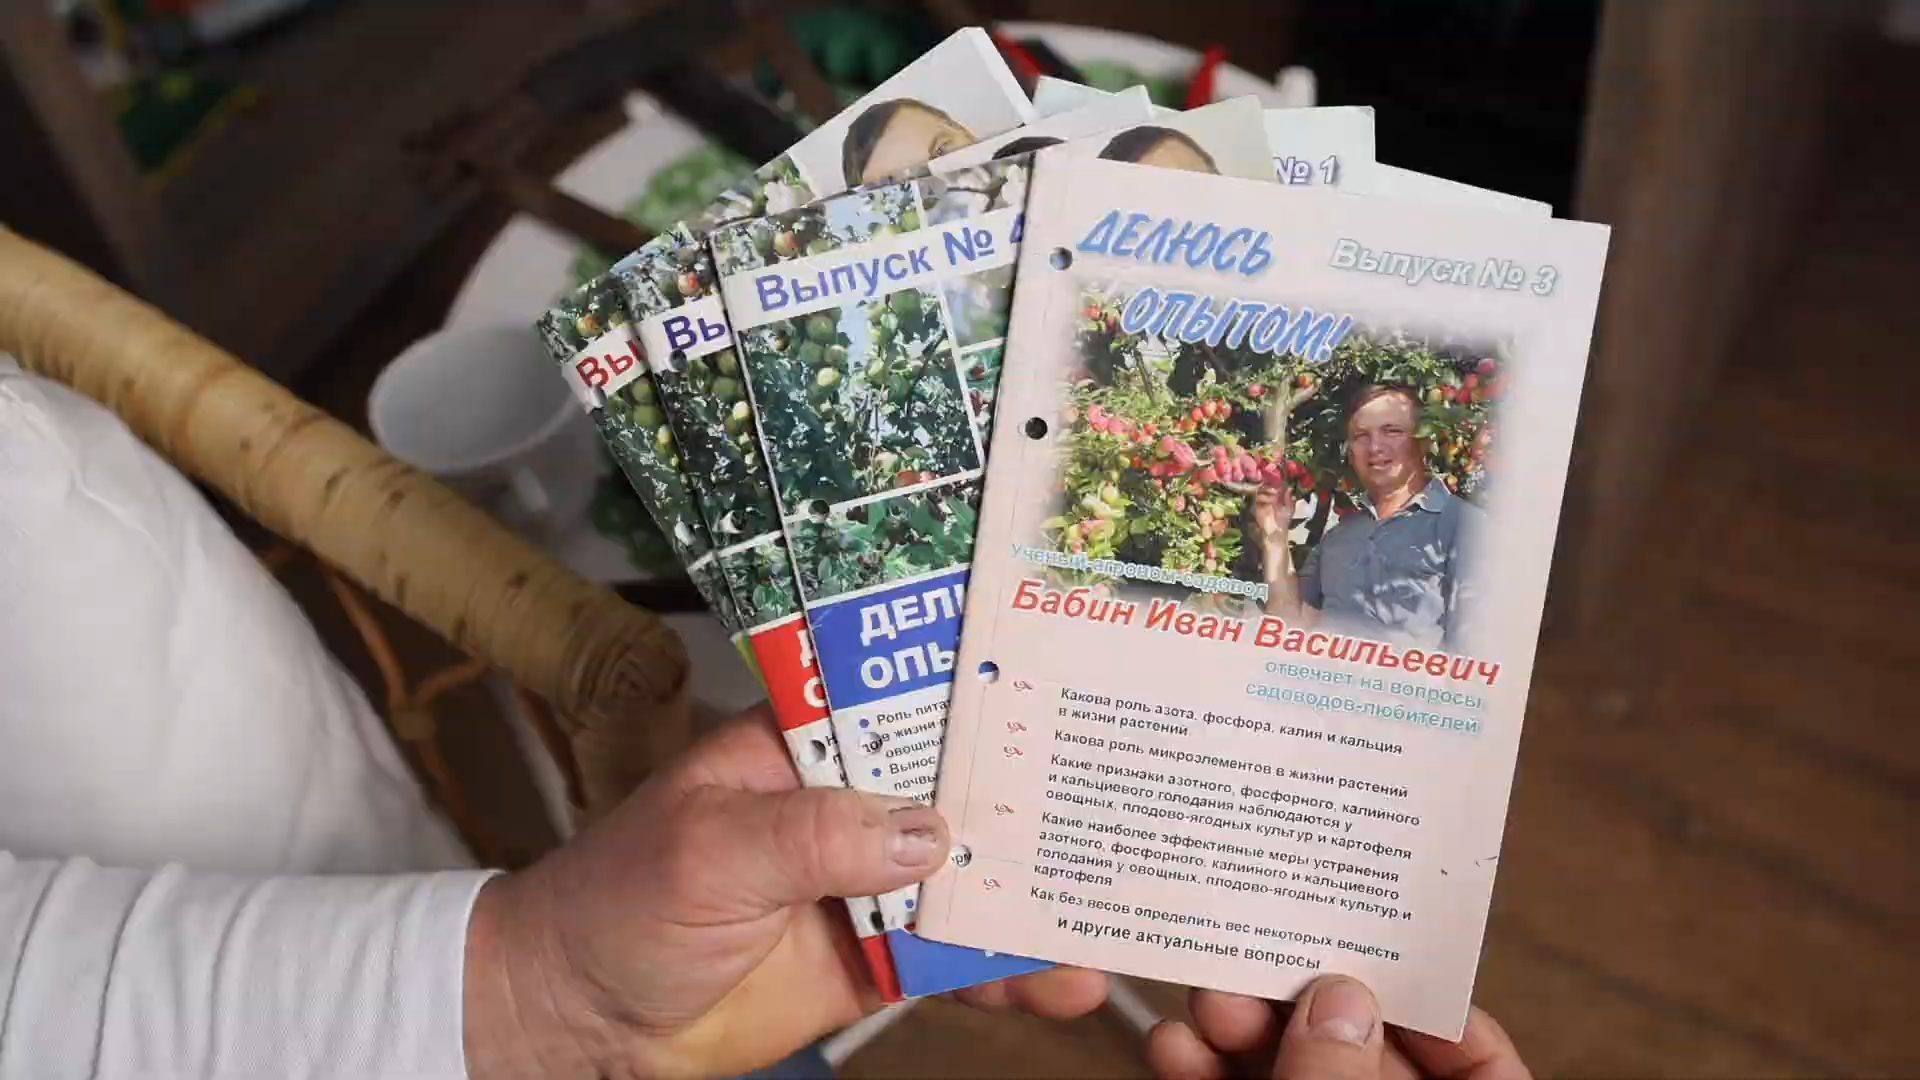 № 1
Выпуск № 4
ДЕЛЮСЬ
Выпуск № 3
ОПЫТОМ!
Ученый-агроном-садовод
Бабин Иван Васильевич
отвечает на вопросы
садоводов-любителей
Какова роль азота, фосфора, калия и кальция
в жизни растений
Какова роль микроэлементов в жизни растений
Какие признаки азотного, фосфорного, калийного
и кальциевого голодания наблюдаются у
овощных, плодово-ягодных культур и картофеля
Какие наиболее эффективные меры устранения
азотного, фосфорного, калийного и кальциевого
голодания у овощных, плодово-ягодных культур и
картофеля
Как без весов определить вес некоторых веществ
и другие актуальные вопросы
Вы
Вы
ДЕЛ
ОПЫ
Роль пита
в жизни
овощны
Вынос
почвы